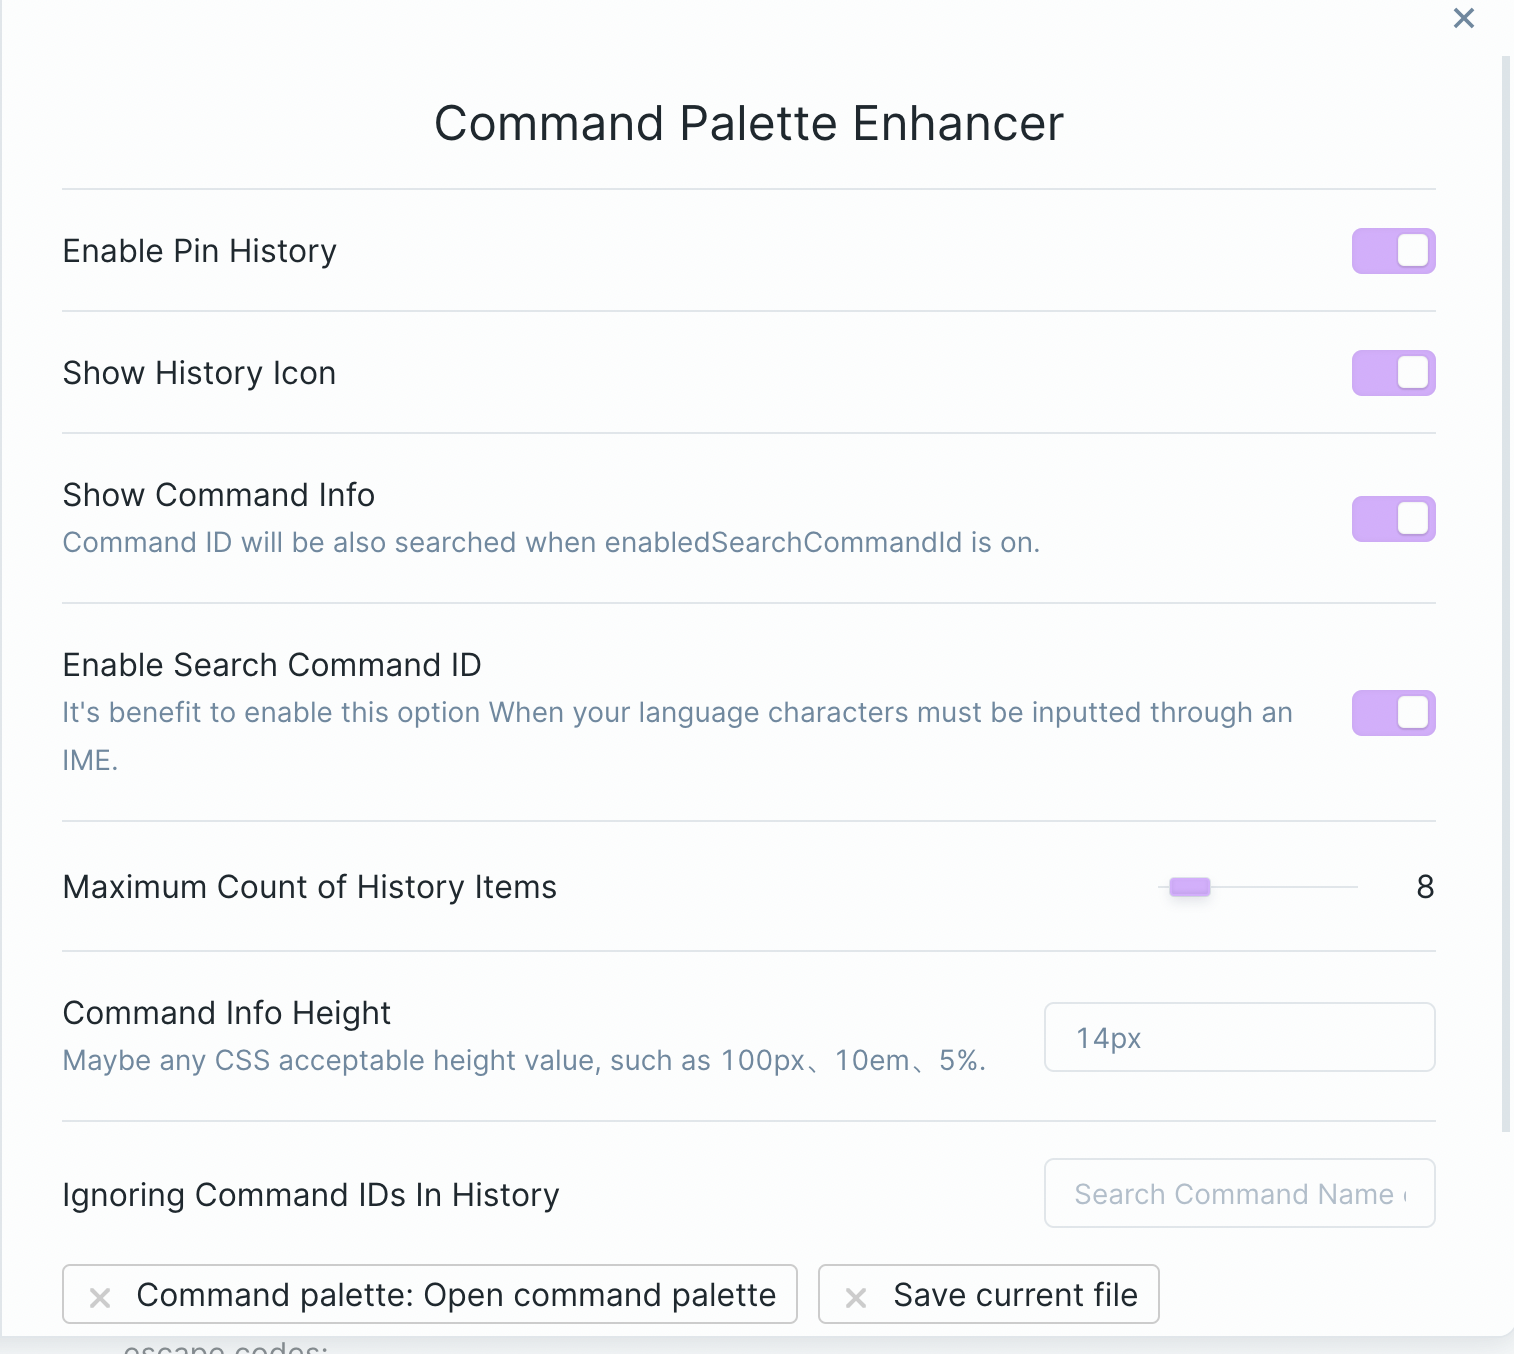 Command Palette Enhancer
Enable Pin History
Show History Icon
Show Command Info
Command ID will be also searched when enabledSearchCommandId is on.
Enable Search Command ID
It's benefit to enable this option When your language characters must be inputted through an
IME.
Maximum Count of History Items
8
Command Info Height
Maybe any CSS acceptable height value, such as 100px、10em、5%.
14px
Ignoring Command IDs In History
Search Command Name
Command palette: Open command palette
Save current file
escape codes: